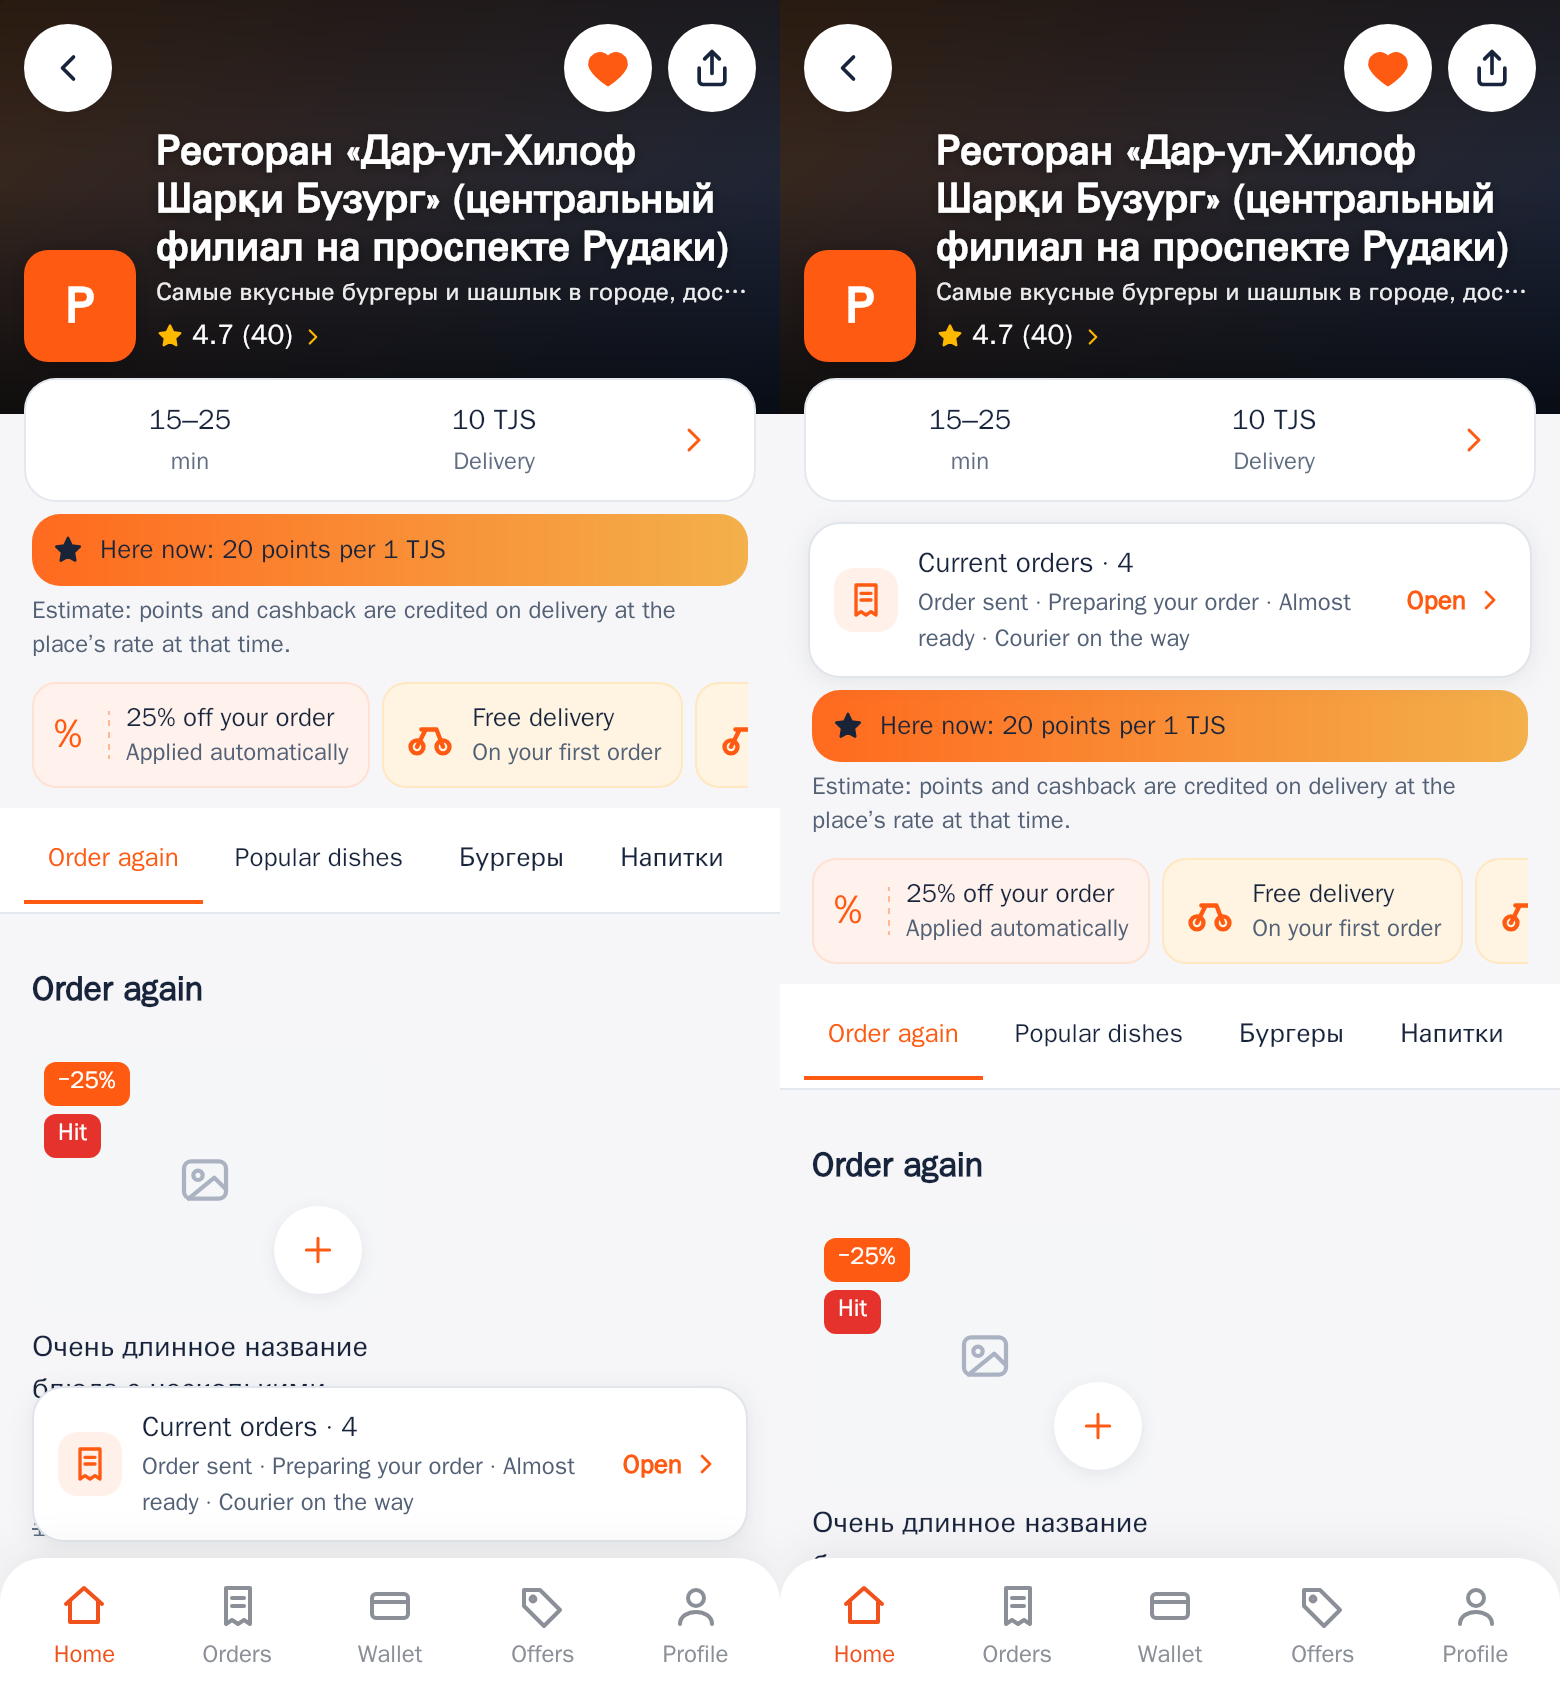 Ресторан «Дар-ул-Хилоф
Шарқи Бузург» (центральный
филиал на проспекте Рудаки)
Р
Самые вкусные бургеры и шашлык в городе, дос…
4.7 (40)
15–25
min
10 TJS
Delivery
Here now: 20 points per 1 TJS
Estimate: points and cashback are credited on delivery at the
place’s rate at that time.
%
25% off your order
Applied automatically
Free delivery
On your first order
Order again
Popular dishes
Бургеры
Напитки
Order again
−25%
Hit
Очень длинное название
блюда с несколькими
Current orders · 4
Order sent · Preparing your order · Almost
ready · Courier on the way
Open
Home
Orders
Wallet
Offers
Profile
Ресторан «Дар-ул-Хилоф
Шарқи Бузург» (центральный
филиал на проспекте Рудаки)
Р
Самые вкусные бургеры и шашлык в городе, дос…
4.7 (40)
15–25
min
10 TJS
Delivery
Current orders · 4
Order sent · Preparing your order · Almost
ready · Courier on the way
Open
Here now: 20 points per 1 TJS
Estimate: points and cashback are credited on delivery at the
place’s rate at that time.
%
25% off your order
Applied automatically
Free delivery
On your first order
Order again
Popular dishes
Бургеры
Напитки
Order again
−25%
Hit
Очень длинное название
Home
Orders
Wallet
Offers
Profile